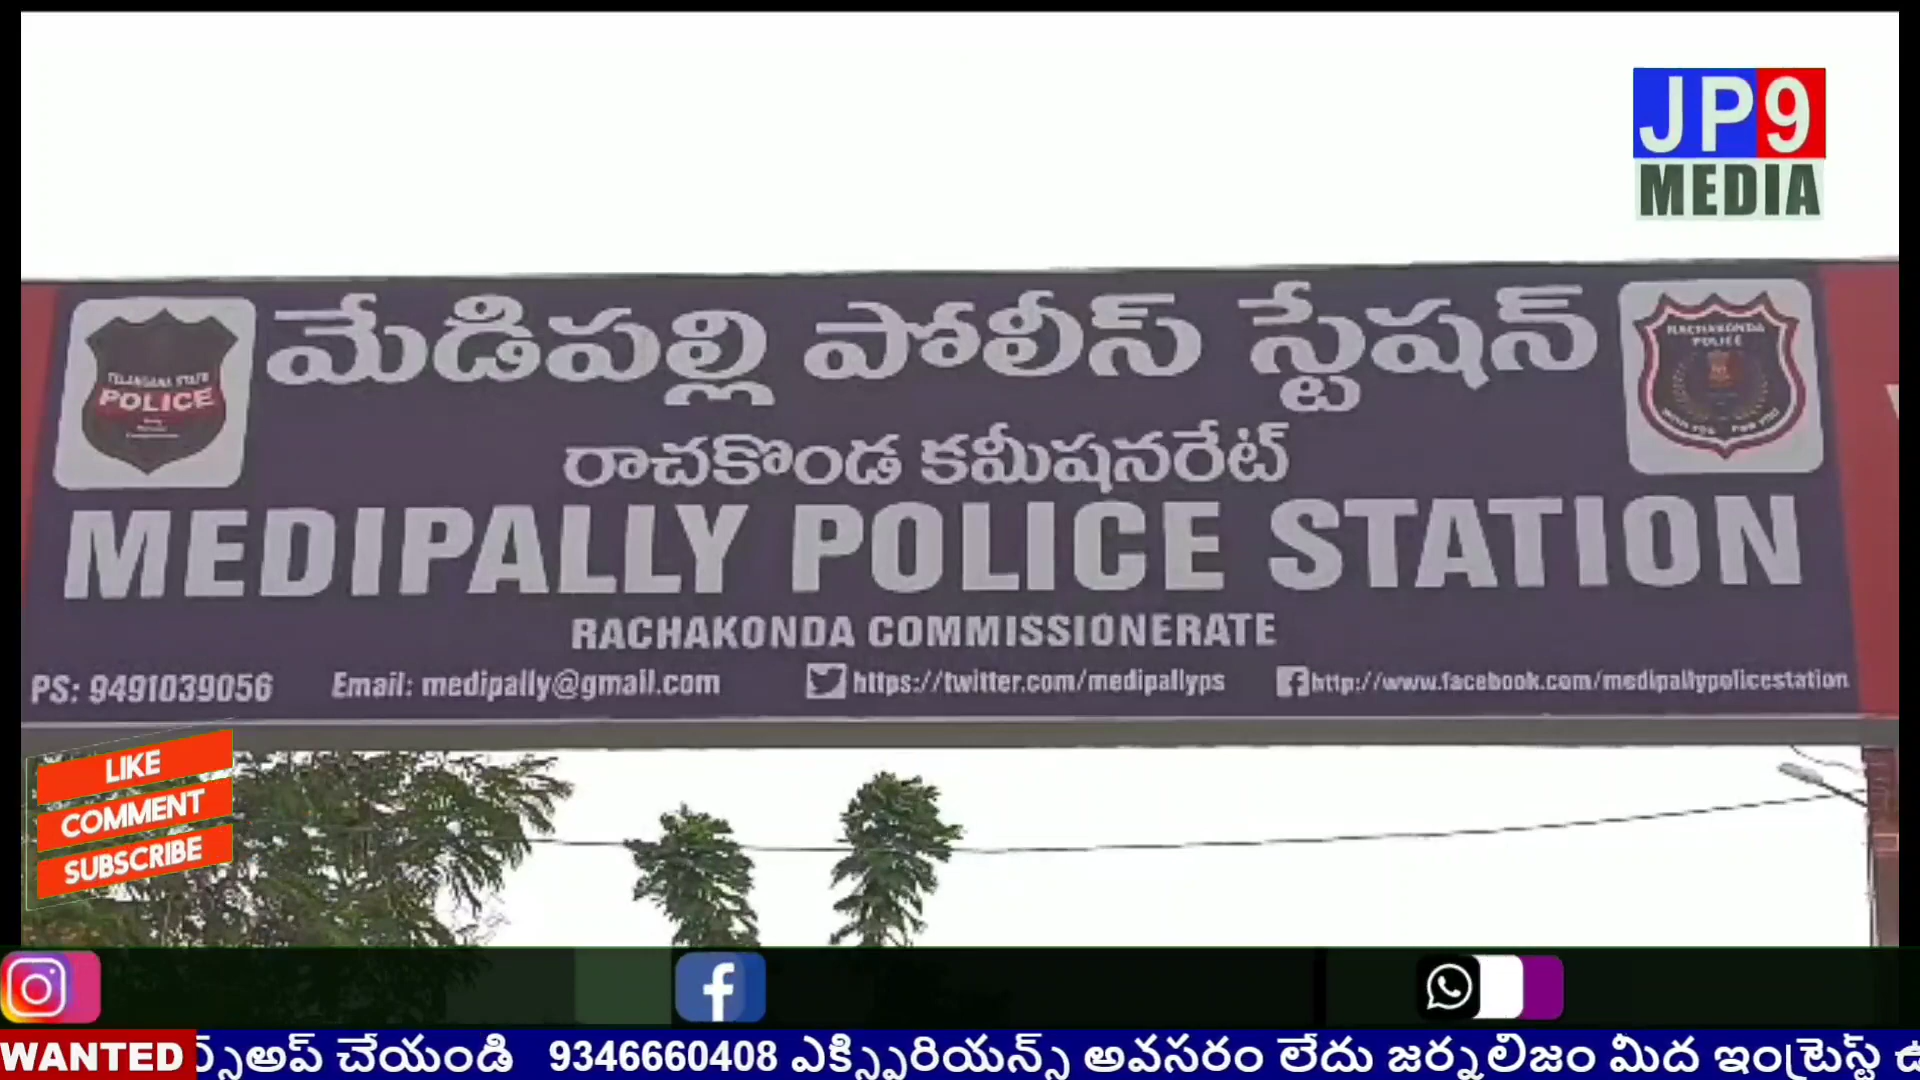 JP9
MEDIA
మేడిపల్లి పోలీస్ స్టేషన్
TELANGANA STATE
POLICE
RACHAKONDA
POLICE
రాచకొండ కమీషనరేట్
MEDIPALLY POLICE STATION
RACHAKONDA COMMISSIONERATE
PS: 9491039056 Email: medipally@gmail.com https://twitter.com/medipallyps http://www.facebook.com/medipallypolicestation
LIKE
COMMENT
SUBSCRIBE
WANTED ప్స్అప్ చేయండి 9346660408 ఎక్స్పిరియన్స్ అవసరం లేదు జర్నలిజం మీద ఇంట్రెస్ట్ ఉ